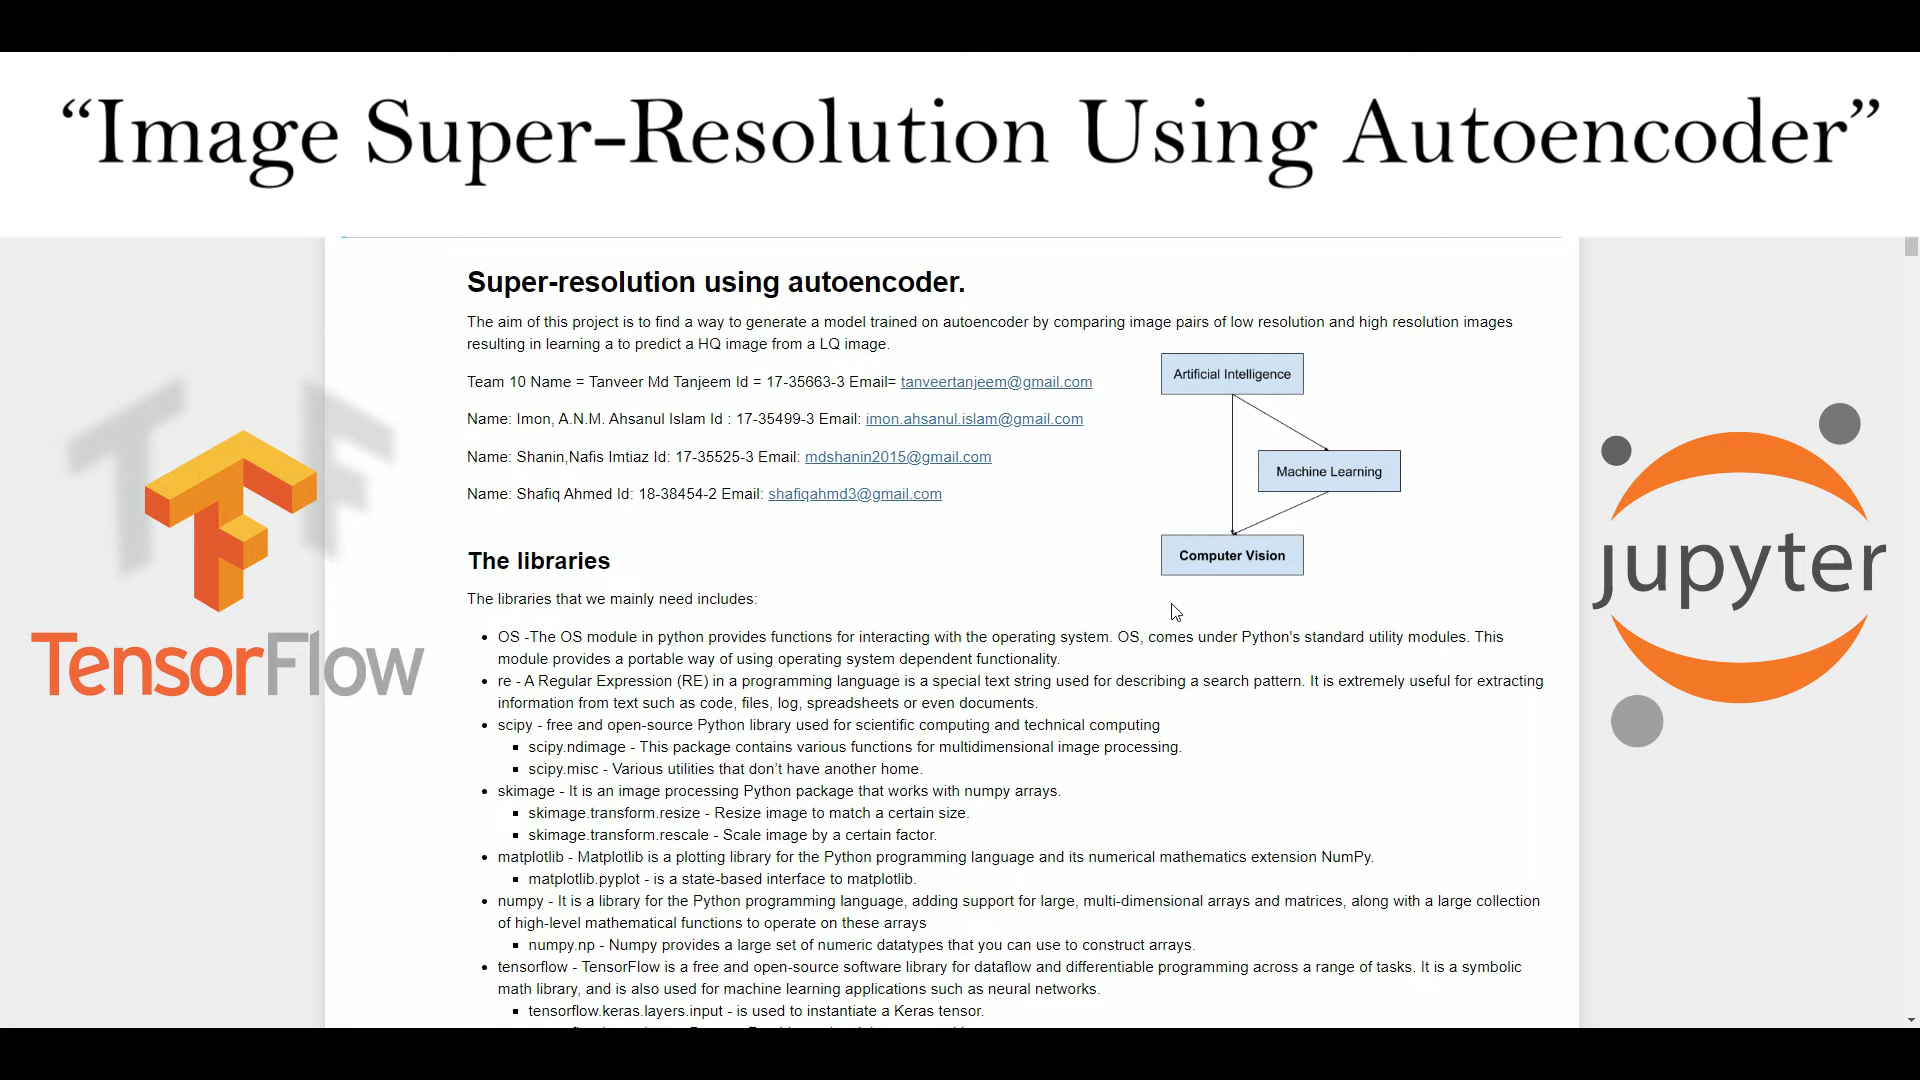 “Image Super-Resolution Using Autoencoder”
Super-resolution using autoencoder.
The aim of this project is to find a way to generate a model trained on autoencoder by comparing image pairs of low resolution and high resolution images
resulting in learning a to predict a HQ image from a LQ image.
Team 10 Name = Tanveer Md Tanjeem Id = 17-35663-3 Email= tanveertanjeem@gmail.com
Name: Imon, A.N.M. Ahsanul Islam Id : 17-35499-3 Email: imon.ahsanul.islam@gmail.com
Name: Shanin,Nafis Imtiaz Id: 17-35525-3 Email: mdshanin2015@gmail.com
Name: Shafiq Ahmed Id: 18-38454-2 Email: shafiqahmd3@gmail.com
Artificial Intelligence
Machine Learning
Computer Vision
TensorFlow
jupyter
The libraries
The libraries that we mainly need includes:
OS -The OS module in python provides functions for interacting with the operating system. OS, comes under Python's standard utility modules. This
module provides a portable way of using operating system dependent functionality.
re - A Regular Expression (RE) in a programming language is a special text string used for describing a search pattern. It is extremely useful for extracting
information from text such as code, files, log, spreadsheets or even documents.
scipy - free and open-source Python library used for scientific computing and technical computing
scipy.ndimage - This package contains various functions for multidimensional image processing.
scipy.misc - Various utilities that don’t have another home.
skimage - It is an image processing Python package that works with numpy arrays.
skimage.transform.resize - Resize image to match a certain size.
skimage.transform.rescale - Scale image by a certain factor.
matplotlib - Matplotlib is a plotting library for the Python programming language and its numerical mathematics extension NumPy.
matplotlib.pyplot - is a state-based interface to matplotlib.
numpy - It is a library for the Python programming language, adding support for large, multi-dimensional arrays and matrices, along with a large collection
of high-level mathematical functions to operate on these arrays
numpy.np - Numpy provides a large set of numeric datatypes that you can use to construct arrays.
tensorflow - TensorFlow is a free and open-source software library for dataflow and differentiable programming across a range of tasks. It is a symbolic
math library, and is also used for machine learning applications such as neural networks.
tensorflow.keras.layers.input - is used to instantiate a Keras tensor.